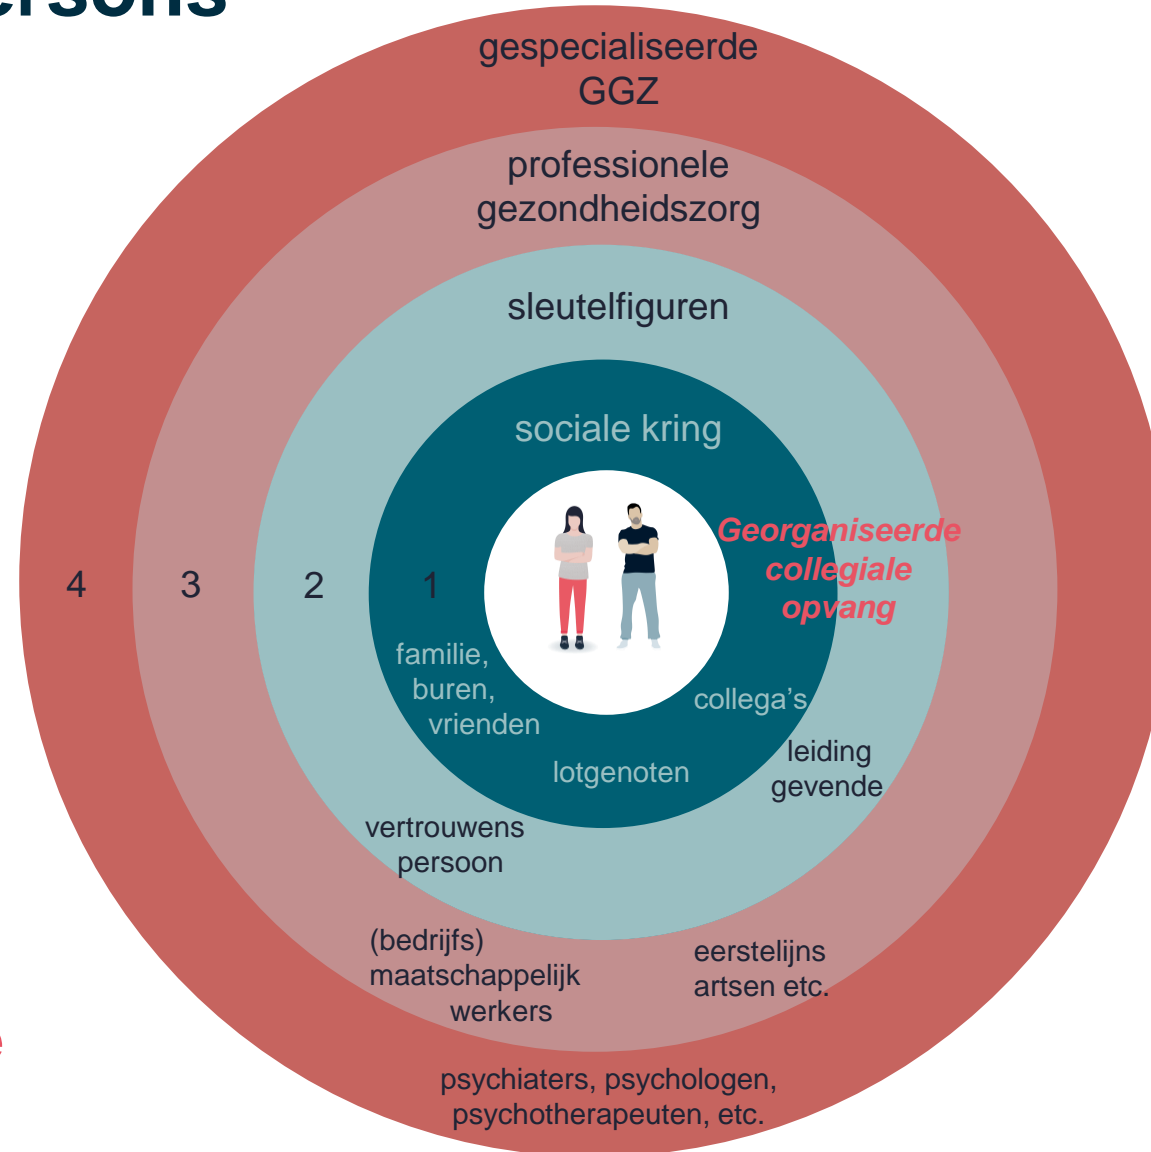 gespecialiseerde
GGZ
professionele
gezondheidszorg
sleutelfiguren
sociale kring
Georganiseerde
collegiale
opvang
4 3 2 1
familie,
buren,
vrienden
collega's
lotgenoten
leiding
gevende
vertrouwens
persoon
(bedrijfs)
maatschappelijk
werkers
eerstelijns
artsen etc.
psychiaters, psychologen,
psychotherapeuten, etc.